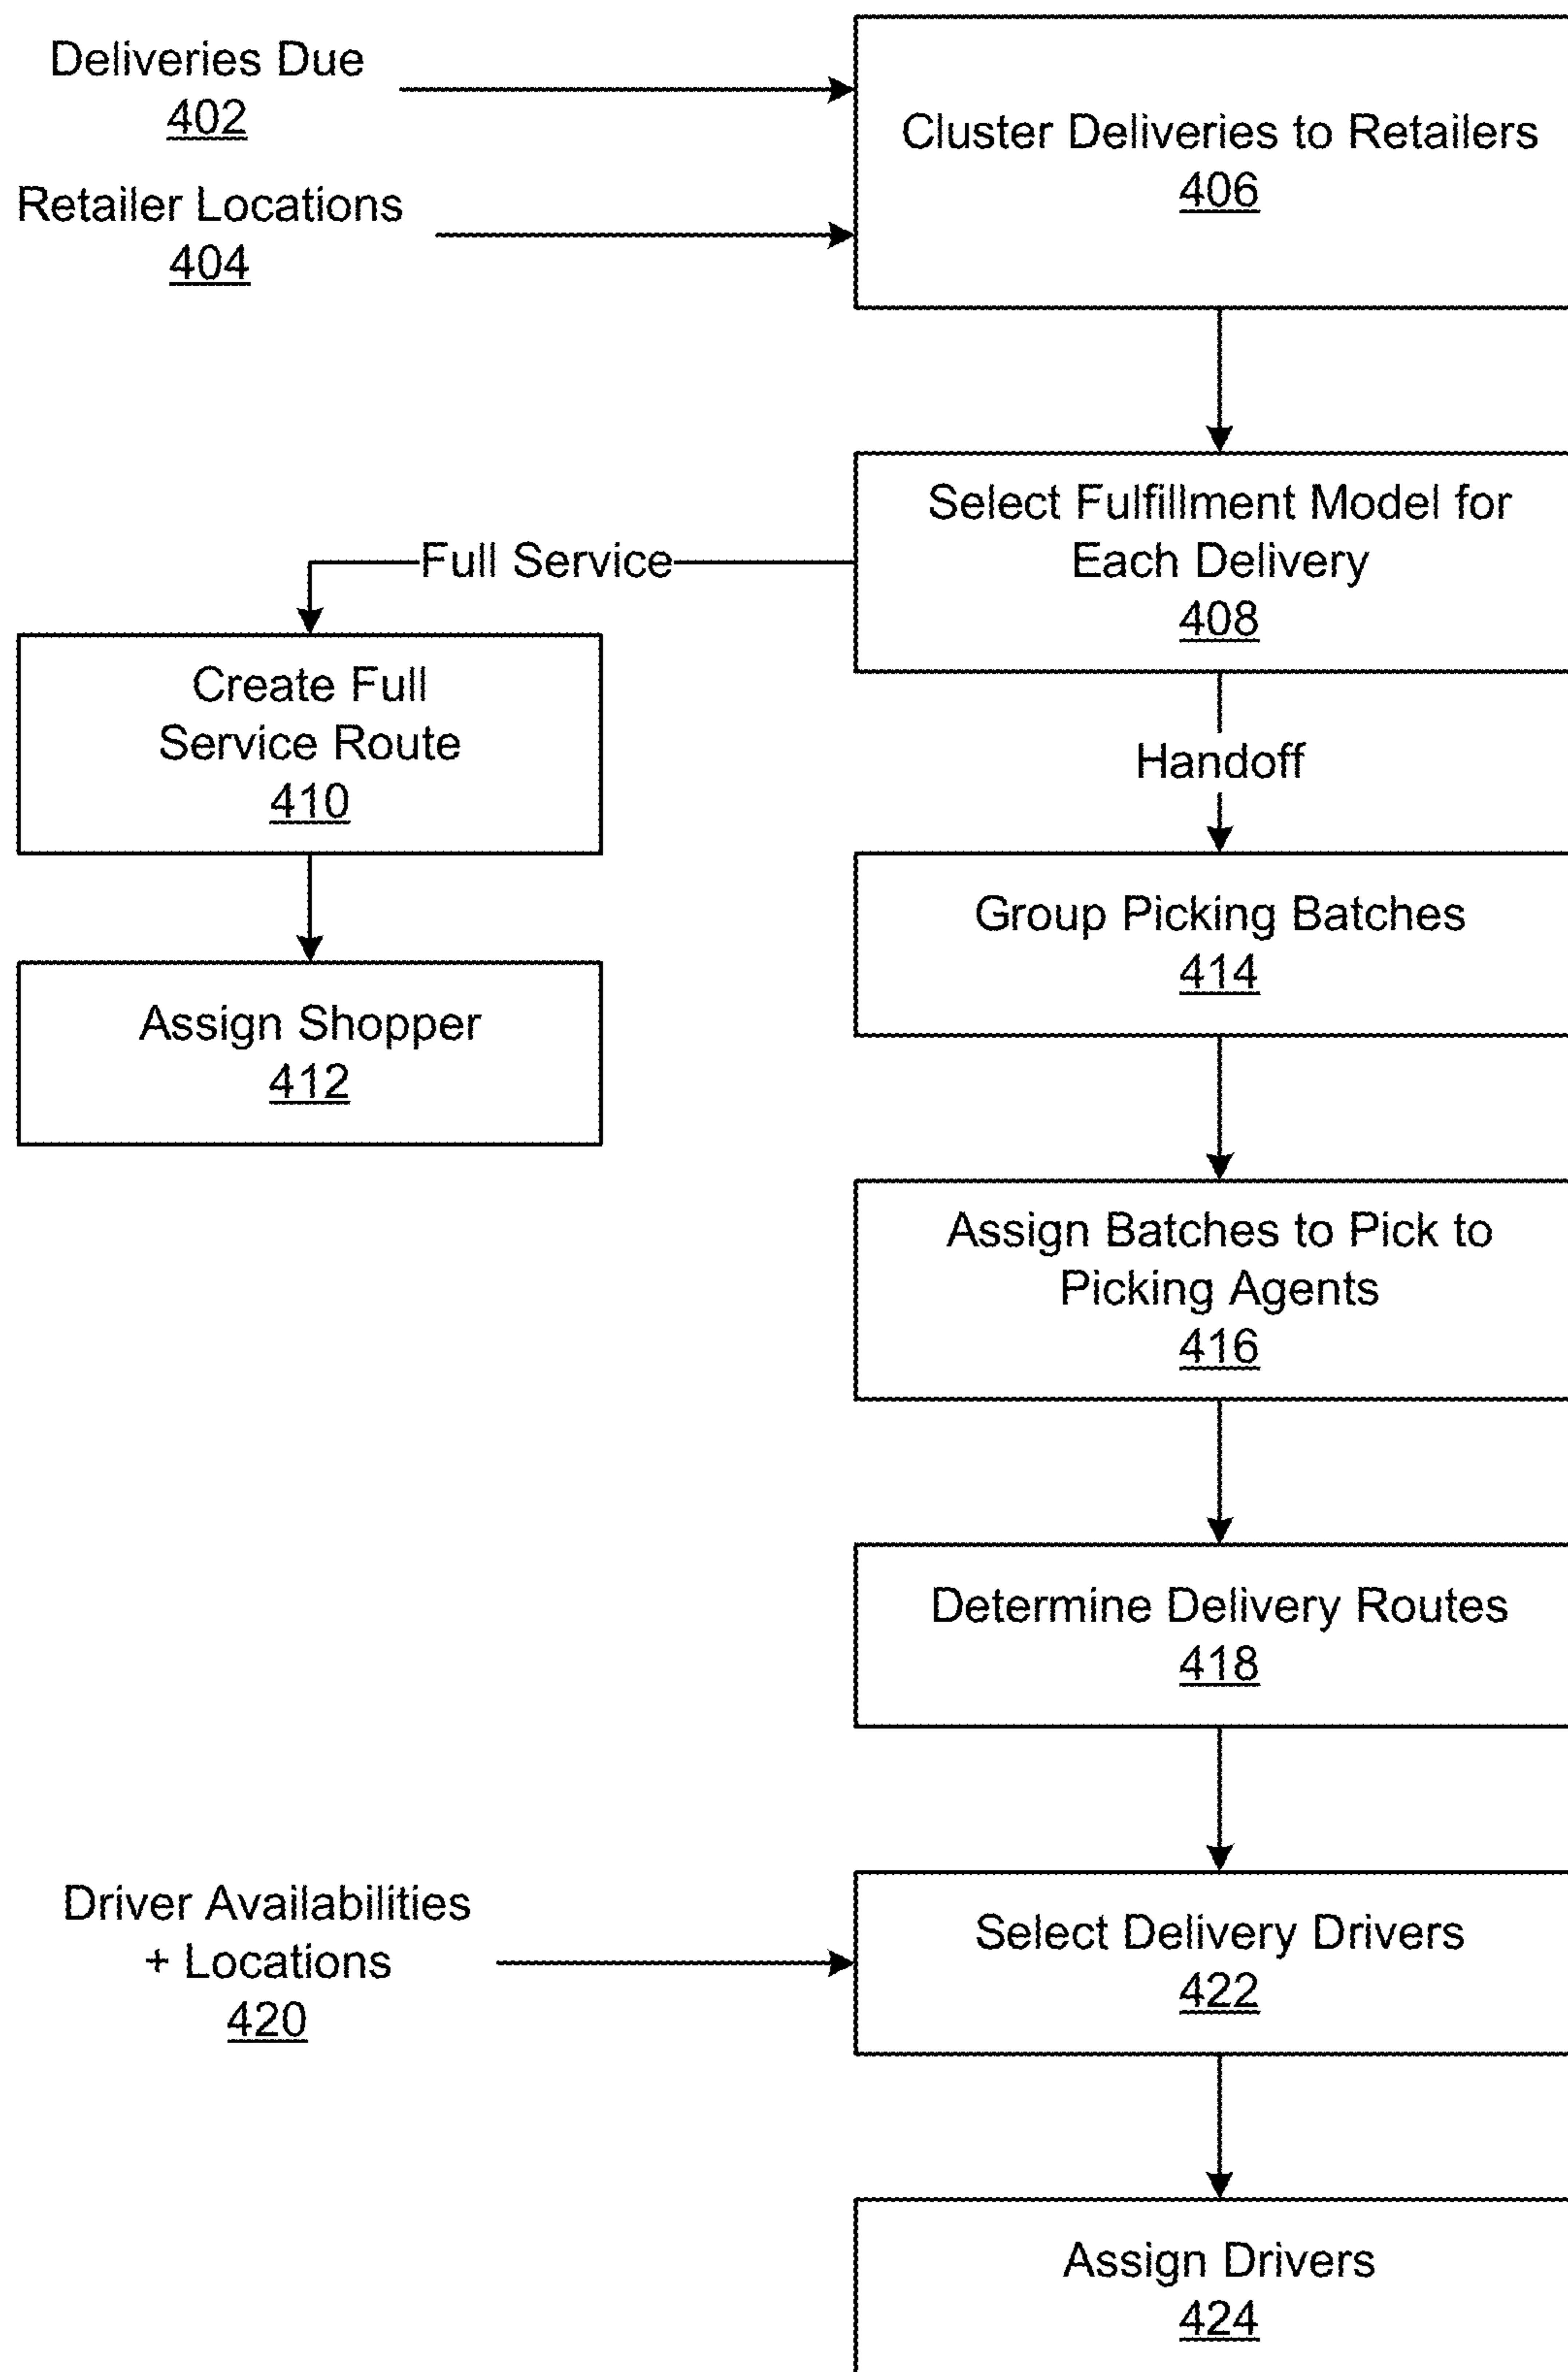 Deliveries Due
402
Retailer Locations
404
Cluster Deliveries to Retailers
406
Select Fulfillment Model for
Each Delivery
408
Full Service
Create Full
Service Route
410
Assign Shopper
412
Handoff
Group Picking Batches
414
Assign Batches to Pick to
Picking Agents
416
Determine Delivery Routes
418
Driver Availabilities
+ Locations
420
Select Delivery Drivers
422
Assign Drivers
424